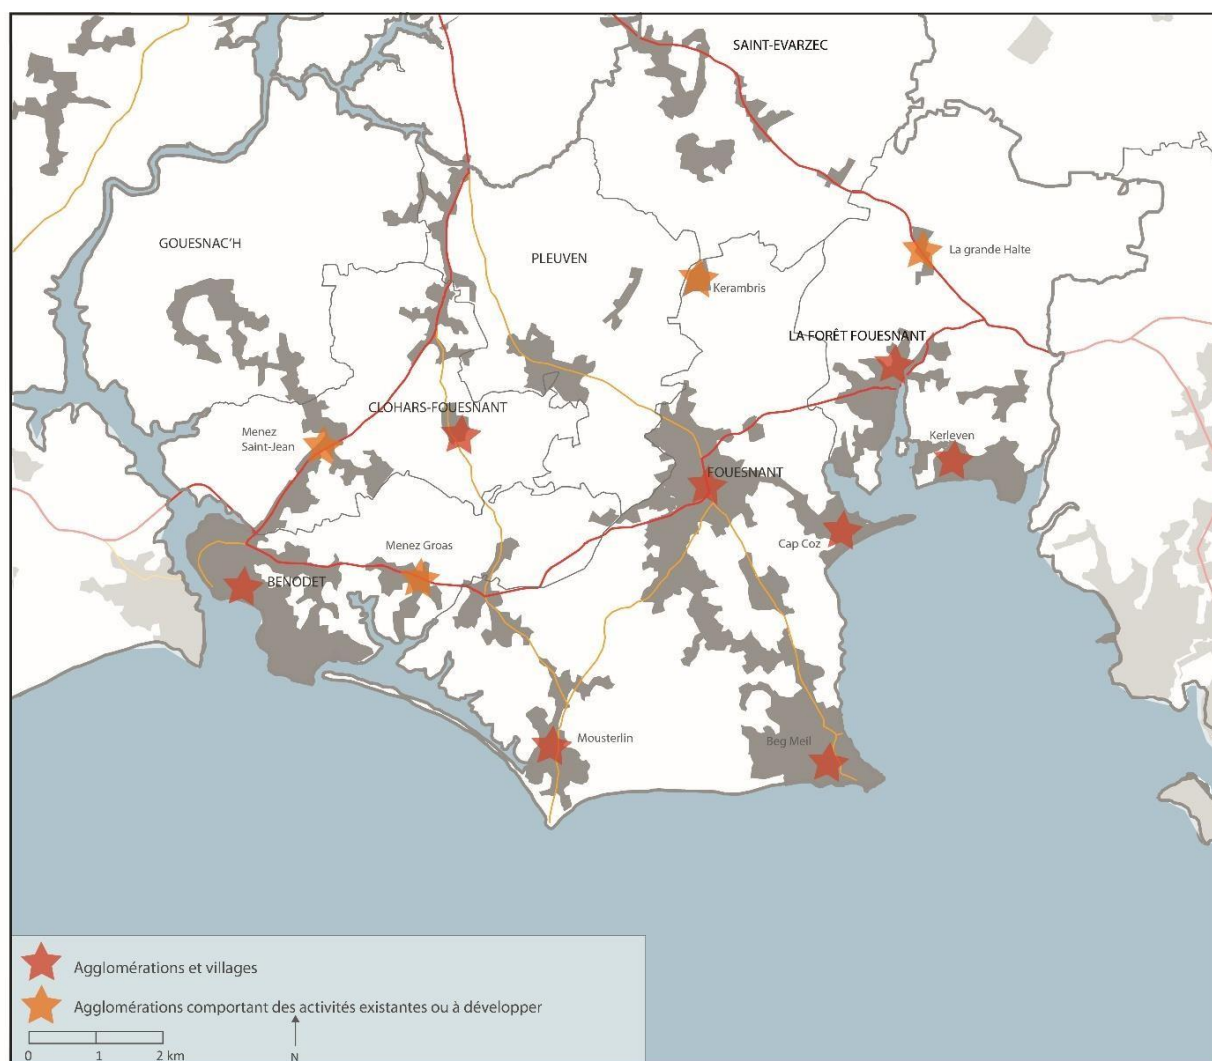 SAINT-EVARZEC
GOUESNAC'H
PLEUVEN
La grande Halte
Kerambris
LA FORÊT FOUESNANT
CLOHARS-FOUESNANT
Menez
Saint-Jean
Kerleven
FOUESNANT
Cap Coz
Menez Groas
BENODET
Mousterlin
Beg Meil
Agglomérations et villages
Agglomérations comportant des activités existantes ou à développer
0 1 2 km
N